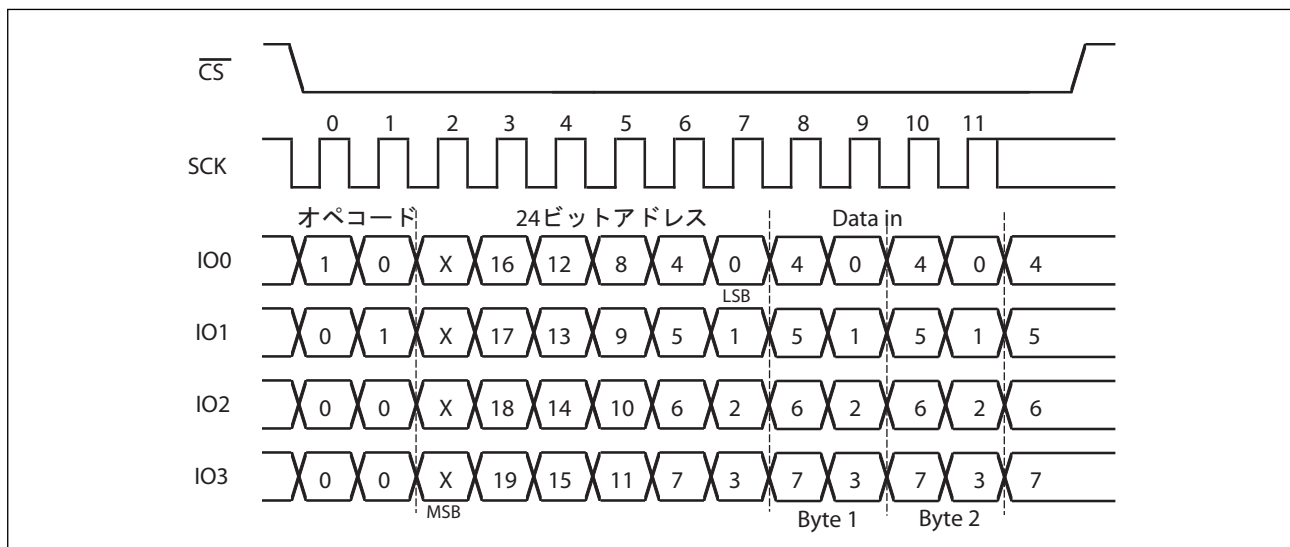 CS
0 1 2 3 4 5 6 7 8 9 10 11
SCK
オペコード 24ビットアドレス Data in
IO0 1 0 X 16 12 8 4 0 4 0 4 0 4
LSB
IO1 0 1 X 17 13 9 5 1 5 1 5 1 5
IO2 0 0 X 18 14 10 6 2 6 2 6 2 6
IO3 0 0 X 19 15 11 7 3 7 3 7 3 7
MSB
Byte 1 Byte 2